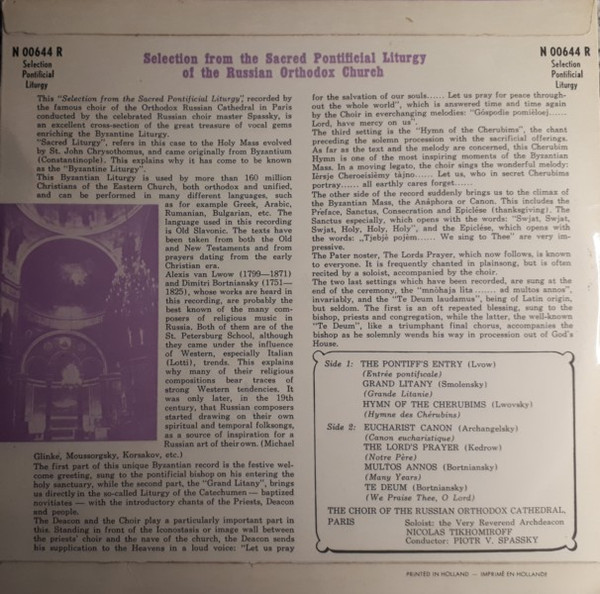 N 00644 R
Selection
Pontificial
Liturgy
Selection from the Sacred Pontificial Liturgy
of the Russian Orthodox Church
N 00644 R
Selection
Pontificial
Liturgy
This "Selection from the Sacred Pontificial Liturgy", recorded by
the famous choir of the Orthodox Russian Cathedral in Paris
conducted by the celebrated Russian choir master Spassky, is
an excellent cross-section of the great treasure of vocal gems
enriching the Byzantine Liturgy.
"Sacred Liturgy", refers in this case to the Holy Mass evolved
by St. John Chrysosthomus, and came originally from Byzantium
(Constantinople). This explains why it has come to be known
as the "Byzantine Liturgy".
This Byzantine Liturgy is used by more than 160 million
Christians of the Eastern Church, both orthodox and unified,
and can be performed in many different languages, such
as for example Greek, Arabic,
Rumanian, Bulgarian, etc. The
language used in this recording
is Old Slavonic. The texts have
been taken from both the Old
and New Testaments and from
prayers dating from the early
Christian era.
Alexis van Lwow (1799—1871)
and Dimitri Bortniansky (1751—
1825), whose works are heard in
this recording, are probably the
best known of the many com-
posers of religious music in
Russia. Both of them are of the
St. Petersburg School, although
they came under the influence
of Western, especially Italian
(Lotti), trends. This explains
why many of their religious
compositions bear traces of
strong Western tendencies. It
was only later, in the 19th
century, that Russian composers
started drawing on their own
spiritual and temporal folksongs,
as a source of inspiration for a
Russian art of their own. (Michael
Glinke, Moussorgsky, Korsakov, etc.)
The first part of this unique Byzantine record is the festive wel-
come greeting, sung to the pontificial bishop on his entering the
holy sanctuary, while the second part, the "Grand Litany", brings
us directly in the so-called Liturgy of the Catechumen — baptized
novitiates — with the introductory chants of the Priests, Deacon
and people.
The Deacon and the Choir play a particularly important part in
this. Standing in front of the Iconostasis or image wall between
the priests' choir and the nave of the church, the Deacon sends
his supplication to the Heavens in a loud voice: "Let us pray
for the salvation of our souls...... Let us pray for peace through-
out the whole world", which is answered time and time again
by the Choir in everchanging melodies: "Góspodie pomiëloej......
Lord, have mercy on us".
The third setting is the "Hymn of the Cherubims", the chant
preceding the solemn procession with the sacrificial offerings.
As far as the text and the melody are concerned, this Cherubim
Hymn is one of the most inspiring moments of the Byzantine
Mass. In a moving legato, the choir sings the wonderful melody:
Iérsje Cheroeisiémy tájno...... Let us, who in secret Cherubims
portray...... all earthly cares forget......
The other side of the record suddenly brings us to the climax of
the Byzantine Mass, the Anáphora or Canon. This includes the
Preface, Sanctus, Consecration and Epiclése (thanksgiving). The
Sanctus especially, which opens with the words: "Swjat, Swjat,
Swjat, Holy, Holy, Holy", and the Epiclése, which opens with
the words: „Tjebjè pojèm...... We sing to Thee" are very im-
pressive.
The Pater noster, The Lords Prayer, which now follows, is known
to everyone. It is frequently chanted in plainsong, but is often
recited by a soloist, accompanied by the choir.
The two last settings which have been recorded, are sung at the
end of the ceremony, the "mnóhaja lita ....... ad multos annos",
invariably, and the "Te Deum laudamus", being of Latin origin,
but seldom. The first is an oft repeated blessing, sung to the
bishop, priests and congregation, while the latter, the well-known
"Te Deum", like a triumphant final chorus, accompanies the
bishop as he solemnly wends his way in procession out of God's
House.
Side 1: THE PONTIFF'S ENTRY (Lvow)
(Entrée pontificale)
GRAND LITANY (Smolensky)
(Grande Litanie)
HYMN OF THE CHERUBIMS (Lwovsky)
(Hymne des Chérubins)
Side 2: EUCHARIST CANON (Archangelsky)
(Canon eucharistique)
THE LORD'S PRAYER (Kedrow)
(Notre Père)
MULTOS ANNOS (Bortniansky)
(Many Years)
TE DEUM (Bortniansky)
(We Praise Thee, O Lord)
THE CHOIR OF THE RUSSIAN ORTHODOX CATHEDRAL,
PARIS
Soloist: the Very Reverend Archdeacon
NICOLAS TIKHOMIROFF
Conductor: PIOTR V. SPASSKY
PRINTED IN HOLLAND — IMPRIMÉ EN HOLLANDE